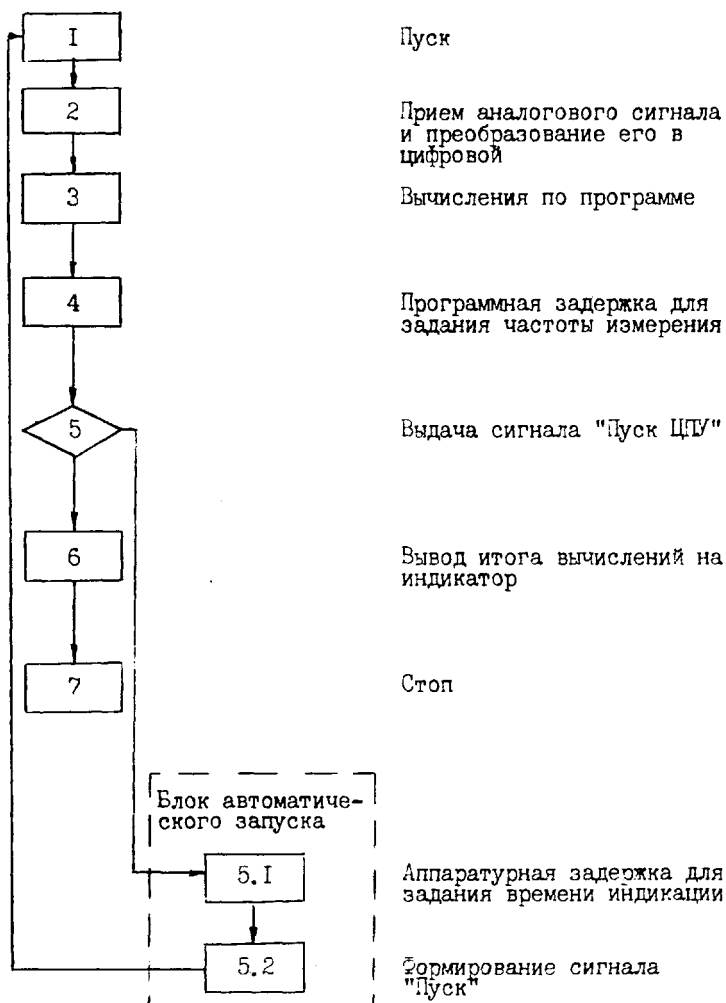 I
Пуск
2
Прием аналогового сигнала
и преобразование его в
цифровой
3
Вычисления по программе
4
Программная задержка для
задания частоты измерения
5
Выдача сигнала "Пуск ЦПУ"
6
Вывод итога вычислений на
индикатор
7
Стоп
Блок автоматиче-
ского запуска
5.I
Аппаратурная задержка для
задания времени индикации
5.2
Формирование сигнала
"Пуск"